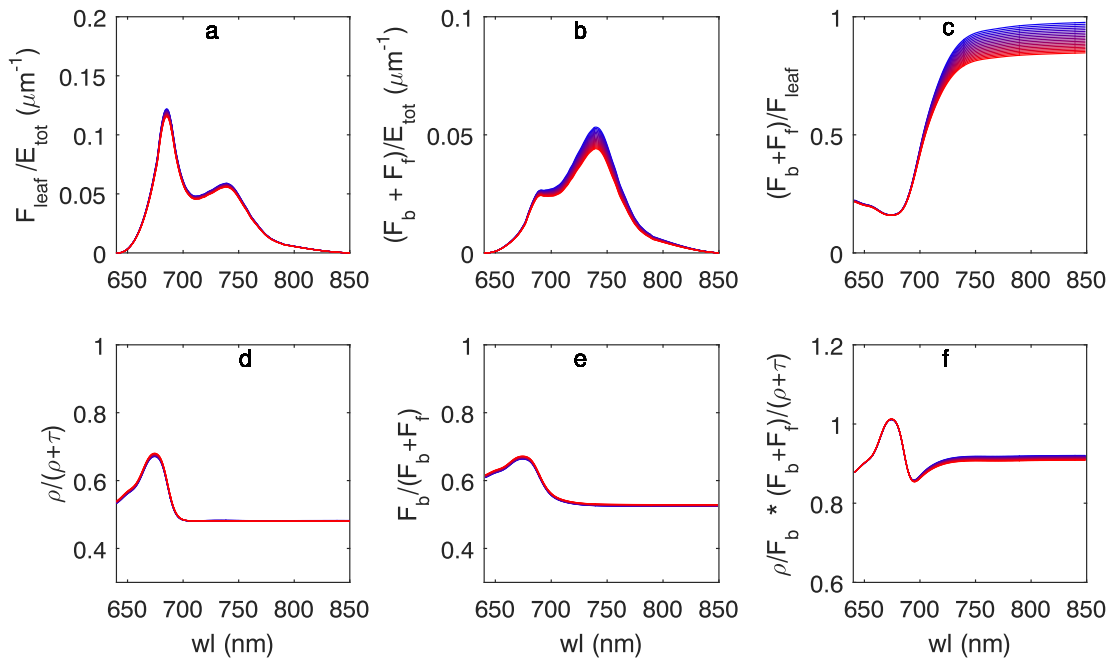 a
b
c
F_leaf /E_tot (μm^-1)
0.2
0.15
0.1
0.05
0
650 700 750 800 850
(F_b + F_f)/E_tot (μm^-1)
0.1
0.05
0
650 700 750 800 850
(F_b+F_f)/F_leaf
1
0.5
0
650 700 750 800 850
d
e
f
ρ/(ρ+τ)
1
0.8
0.6
0.4
650 700 750 800 850
wl (nm)
F_b/(F_b+F_f)
1
0.8
0.6
0.4
650 700 750 800 850
wl (nm)
ρ/F_b * (F_b+F_f)/(ρ+τ)
1.2
1
0.8
0.6
650 700 750 800 850
wl (nm)